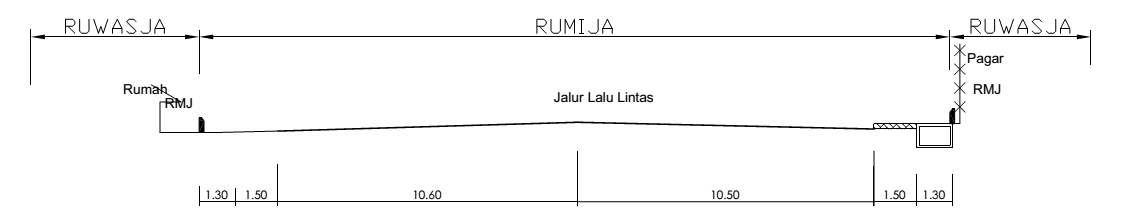 RUWASJA RUMIJA RUWASJA
Pagar
Rumah RMJ
RMJ Jalur Lalu Lintas
1.30 1.50 10.60 10.50 1.50 1.30